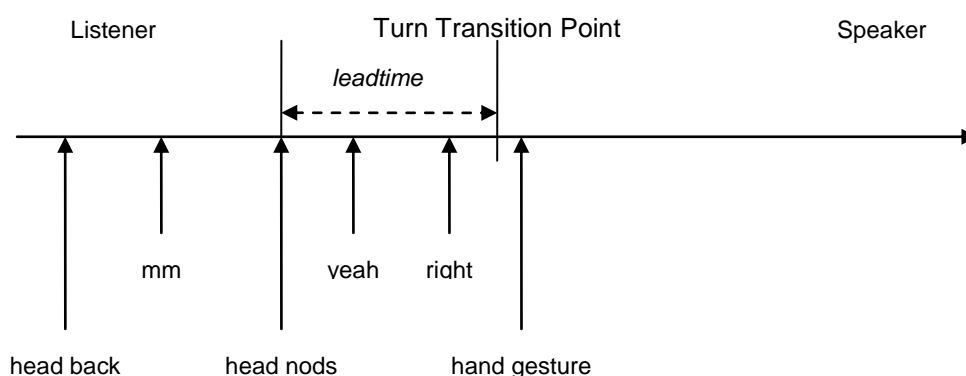 Listener Turn Transition Point Speaker
leadtime
mm yeah right
head back head nods hand gesture